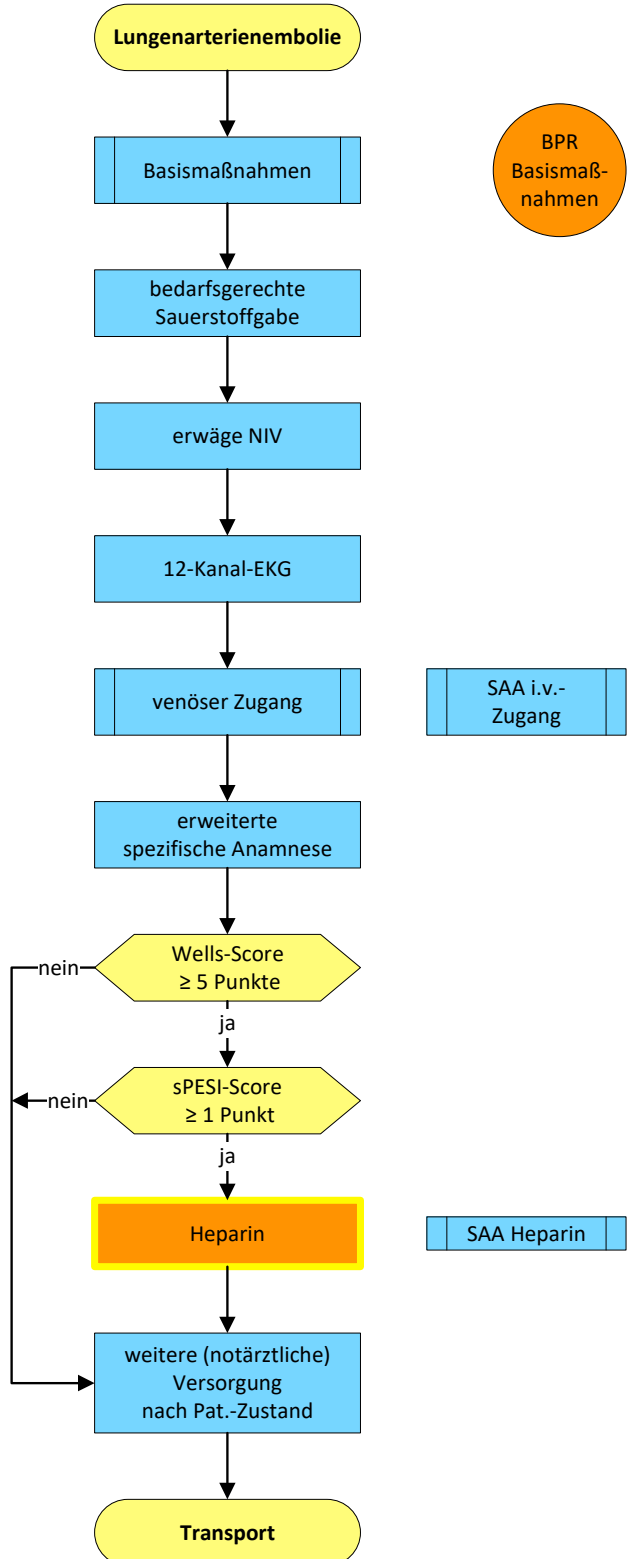 Lungenarterienembolie
Basismaßnahmen
BPR
Basismaß-
nahmen
bedarfsgerechte
Sauerstoffgabe
erwäge NIV
12-Kanal-EKG
venöser Zugang
SAA i.v.-
Zugang
erweiterte
spezifische Anamnese
Wells-Score
≥ 5 Punkte
nein
ja
sPESI-Score
≥ 1 Punkt
nein
ja
Heparin
SAA Heparin
weitere (notärztliche)
Versorgung
nach Pat.-Zustand
Transport